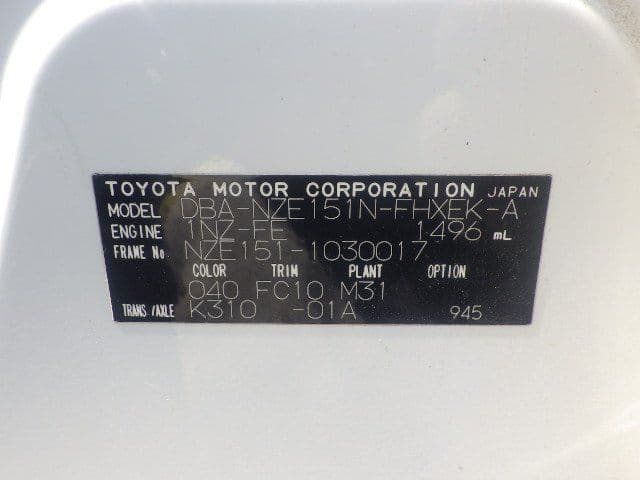 TOYOTA MOTOR CORPORATION JAPAN
MODEL DBA-NZE151N-FHXEK-A
ENGINE 1NZ-FE 1496 mL
FRAME No NZE151-1030017
COLOR TRIM PLANT OPTION
040 FC10 M31
TRANS/AXLE K310 -01A 945